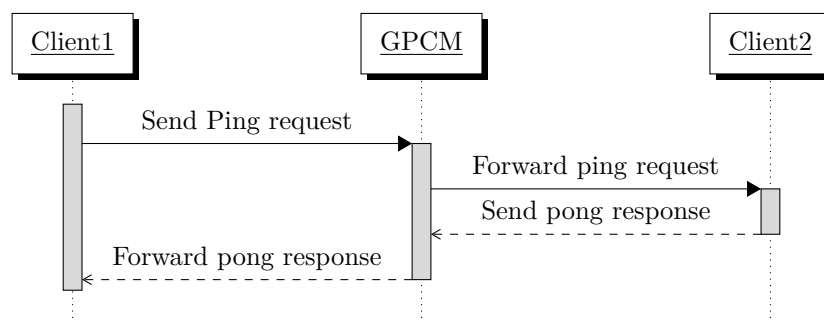 Client1
GPCM
Client2
Send Ping request
Forward ping request
Send pong response
Forward pong response